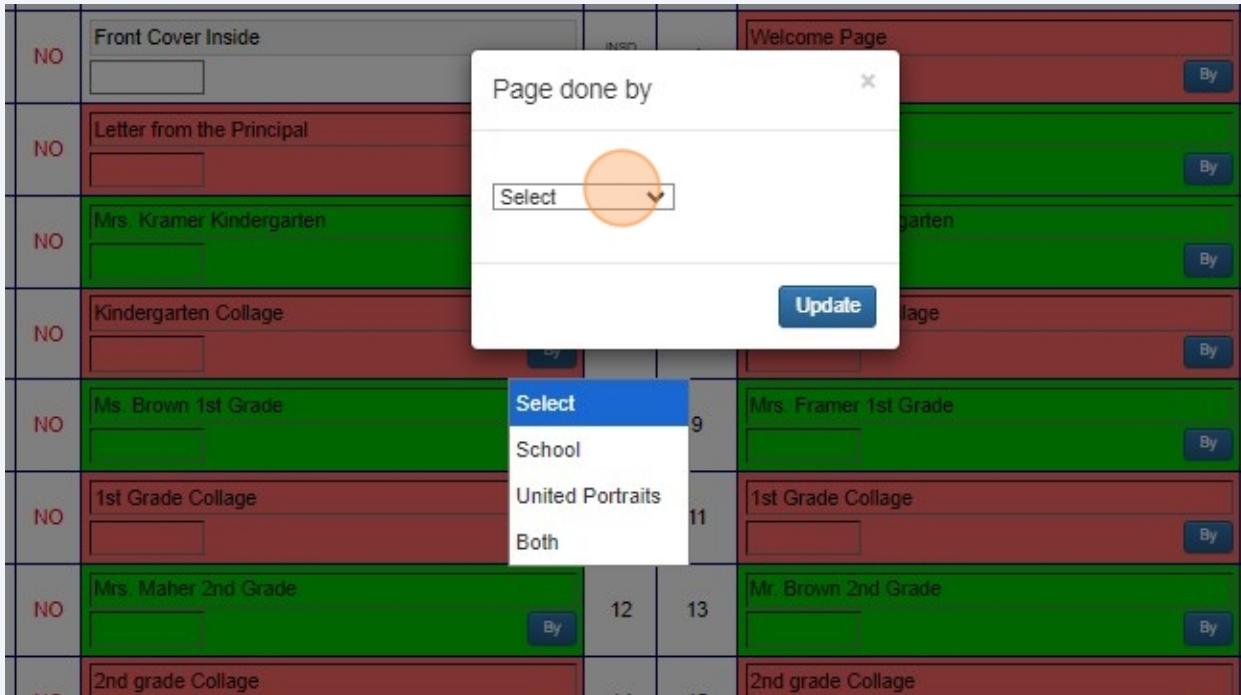 NO
Front Cover Inside
INSD
Welcome Page
By
Page done by
×
NO
Letter from the Principal
By
Select
NO
Mrs. Kramer Kindergarten
garten
By
Update
NO
Kindergarten Collage
By
lage
By
Select
School
United Portraits
Both
NO
Ms. Brown 1st Grade
9
Mrs. Framer 1st Grade
By
NO
1st Grade Collage
11
1st Grade Collage
By
NO
Mrs. Maher 2nd Grade
By
12
13
Mr. Brown 2nd Grade
By
2nd grade Collage
2nd grade Collage